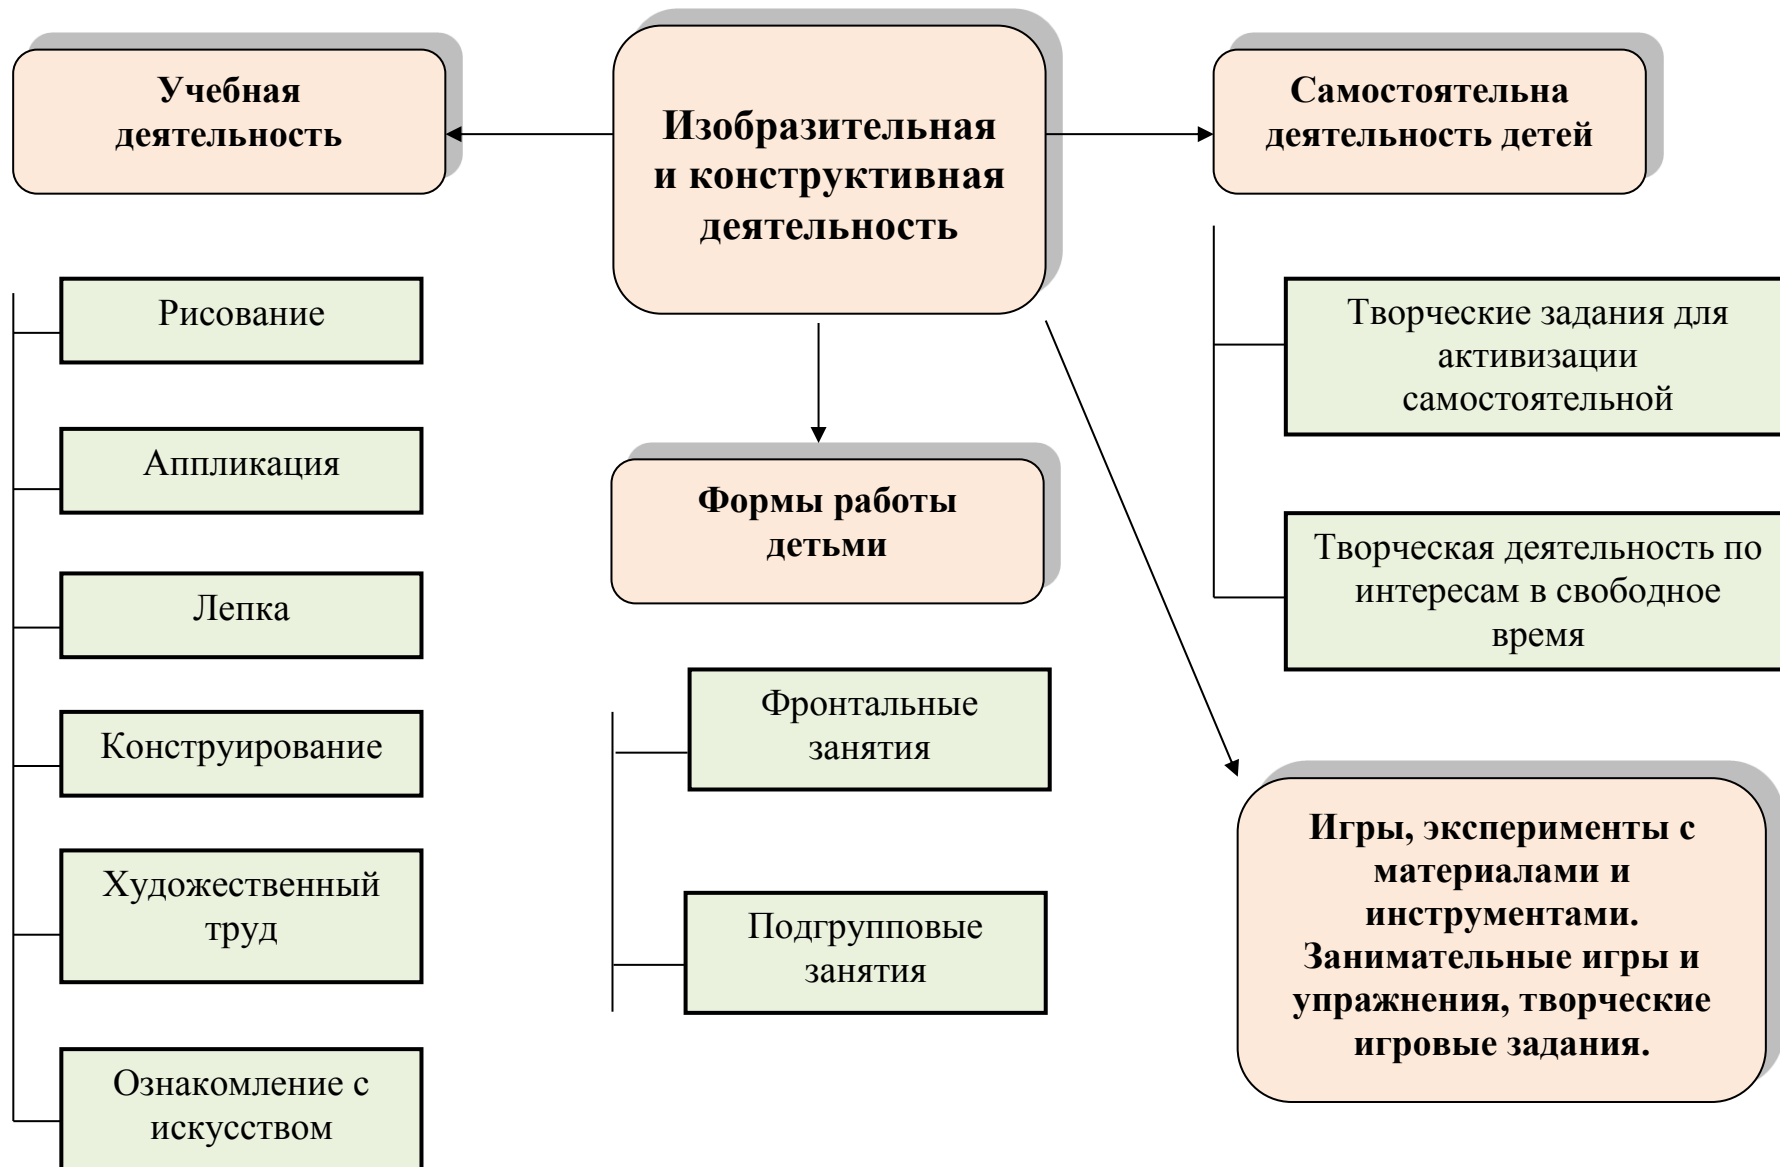 Учебная
деятельность
Изобразительная
и конструктивная
деятельность
Самостоятельна
деятельность детей
Рисование
Аппликация
Лепка
Конструирование
Художественный
труд
Ознакомление с
искусством
Формы работы
детьми
Фронтальные
занятия
Подгрупповые
занятия
Творческие задания для
активизации
самостоятельной
Творческая деятельность по
интересам в свободное
время
Игры, эксперименты с
материалами и
инструментами.
Занимательные игры и
упражнения, творческие
игровые задания.